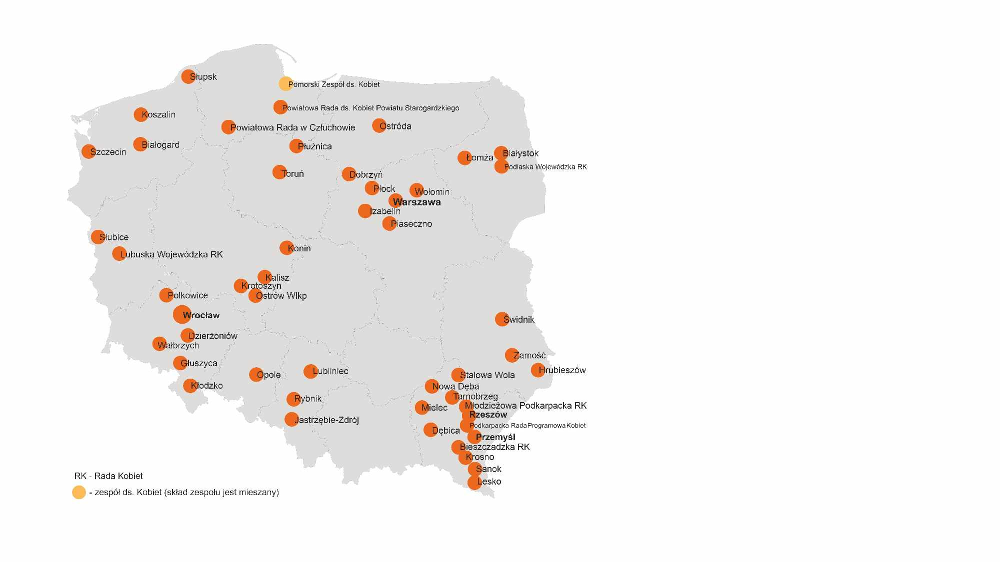 Słupsk
Pomorski Zespół ds. Kobiet
Powiatowa Rada ds. Kobiet Powiatu Starogardzkiego
Koszalin
Powiatowa Rada w Człuchowie
Ostróda
Białogard
Płużnica
Szczecin
Białystok
Łomża
Podlaska Wojewódzka RK
Toruń
Dobrzyń
Płock
Wołomin
Warszawa
Izabelin
Piaseczno
Słubice
Konin
Lubuska Wojewódzka RK
Kalisz
Krotoszyn
Polkowice
Ostrów Wlkp
Wrocław
Świdnik
Dzierżoniów
Wałbrzych
Zamość
Głuszyca
Hrubieszów
Lubliniec
Opole
Stalowa Wola
Kłodzko
Nowa Dęba
Tarnobrzeg
Rybnik
Młodzieżowa Podkarpacka RK
Mielec
Rzeszów
Jastrzębie-Zdrój
Podkarpacka Rada Programowa Kobiet
Dębica
Przemyśl
Bieszczadzka RK
Krosno
Sanok
RK - Rada Kobiet
Lesko
- zespół ds. Kobiet (skład zespołu jest mieszany)